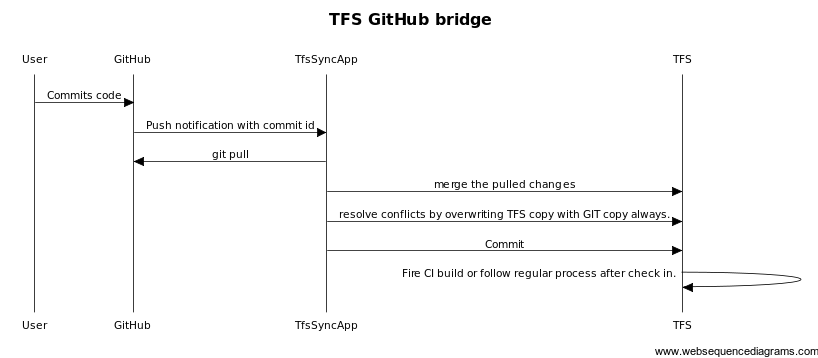 TFS GitHub bridge
User GitHub TfsSyncApp TFS
Commits code
Push notification with commit id
git pull
merge the pulled changes
resolve conflicts by overwriting TFS copy with GIT copy always.
Commit
Fire CI build or follow regular process after check in.
User GitHub TfsSyncApp TFS
www.websequencediagrams.com